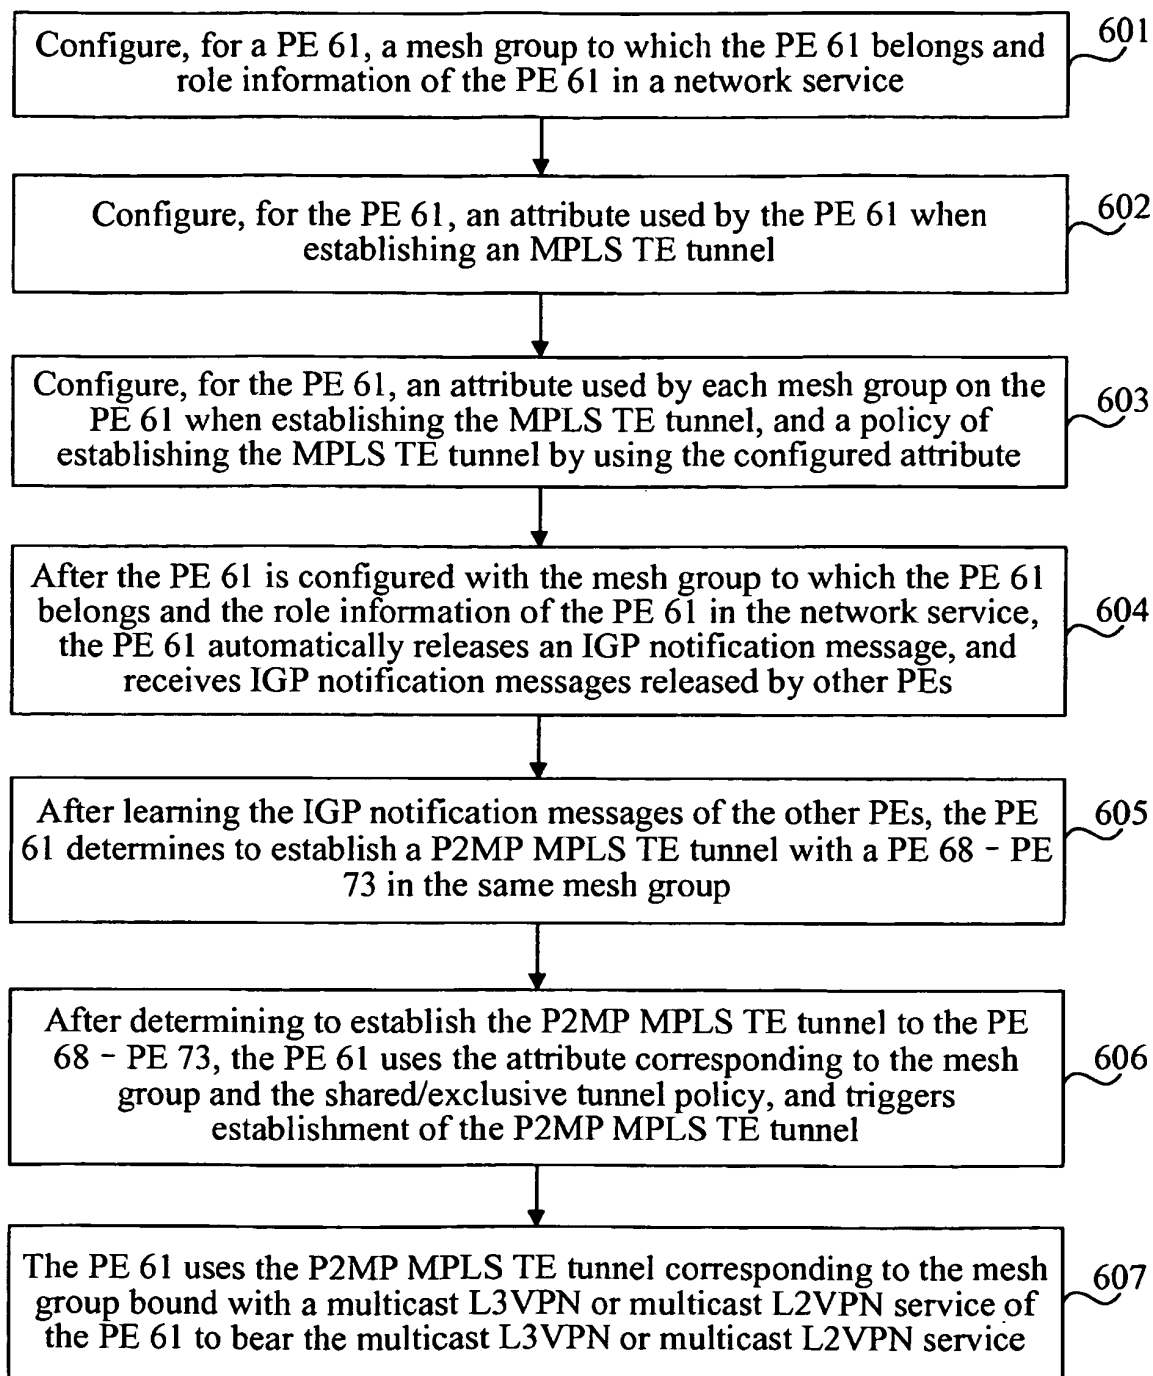 Configure, for a PE 61, a mesh group to which the PE 61 belongs and
role information of the PE 61 in a network service
601
Configure, for the PE 61, an attribute used by the PE 61 when
establishing an MPLS TE tunnel
602
Configure, for the PE 61, an attribute used by each mesh group on the
PE 61 when establishing the MPLS TE tunnel, and a policy of
establishing the MPLS TE tunnel by using the configured attribute
603
After the PE 61 is configured with the mesh group to which the PE 61
belongs and the role information of the PE 61 in the network service,
the PE 61 automatically releases an IGP notification message, and
receives IGP notification messages released by other PEs
604
After learning the IGP notification messages of the other PEs, the PE
61 determines to establish a P2MP MPLS TE tunnel with a PE 68 - PE
73 in the same mesh group
605
After determining to establish the P2MP MPLS TE tunnel to the PE
68 - PE 73, the PE 61 uses the attribute corresponding to the mesh
group and the shared/exclusive tunnel policy, and triggers
establishment of the P2MP MPLS TE tunnel
606
The PE 61 uses the P2MP MPLS TE tunnel corresponding to the mesh
group bound with a multicast L3VPN or multicast L2VPN service of
the PE 61 to bear the multicast L3VPN or multicast L2VPN service
607